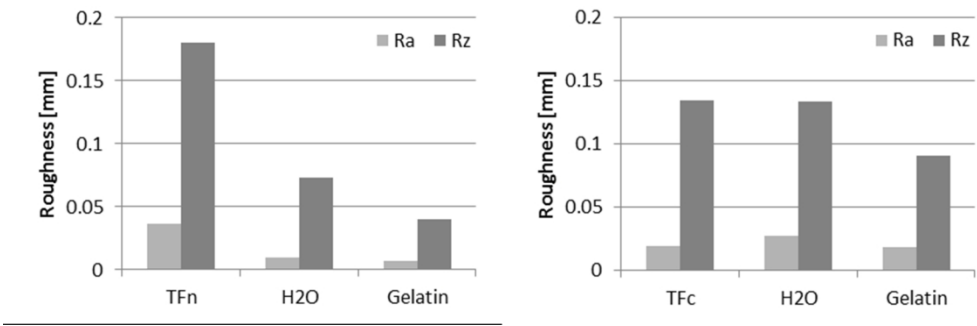 0.2
0.15
0.1
0.05
0
Roughness [mm]
Ra Rz
TFn H2O Gelatin
0.2
0.15
0.1
0.05
0
Roughness [mm]
Ra Rz
TFc H2O Gelatin